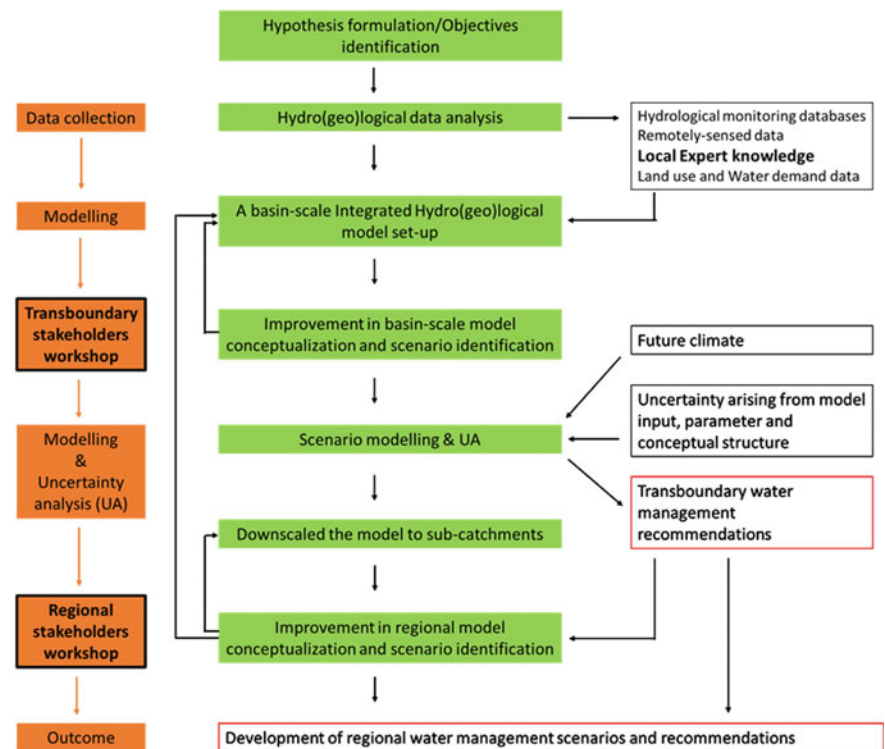 Hypothesis formulation/Objectives
identification
Data collection
Hydro(geo)logical data analysis
Hydrological monitoring databases
Remotely-sensed data
Local Expert knowledge
Land use and Water demand data
Modelling
A basin-scale Integrated Hydro(geo)logical
model set-up
Transboundary
stakeholders
workshop
Improvement in basin-scale model
conceptualization and scenario identification
Future climate
Modelling
&
Uncertainty
analysis (UA)
Scenario modelling & UA
Uncertainty arising from model
input, parameter and
conceptual structure
Transboundary water
management
recommendations
Downscaled the model to sub-catchments
Regional
stakeholders
workshop
Improvement in regional model
conceptualization and scenario identification
Outcome
Development of regional water management scenarios and recommendations